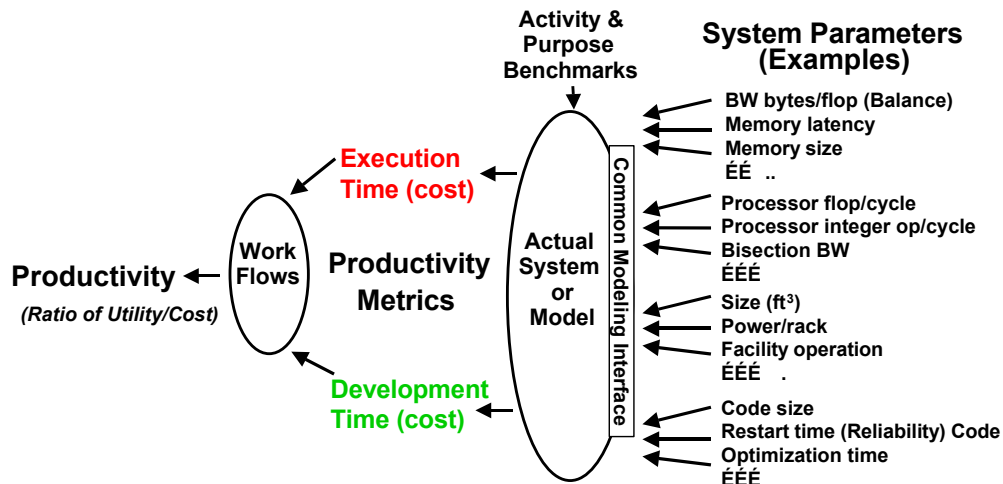 Activity &
Purpose
Benchmarks
System Parameters
(Examples)
BW bytes/flop (Balance)
Memory latency
Memory size
ÉÉ ..
Processor flop/cycle
Processor integer op/cycle
Bisection BW
ÉÉÉ
Size (ft³)
Power/rack
Facility operation
ÉÉÉ .
Code size
Restart time (Reliability) Code
Optimization time
ÉÉÉ
Common Modeling Interface
Actual
System
or
Model
Execution
Time (cost)
Productivity
Metrics
Development
Time (cost)
Work
Flows
Productivity
(Ratio of Utility/Cost)